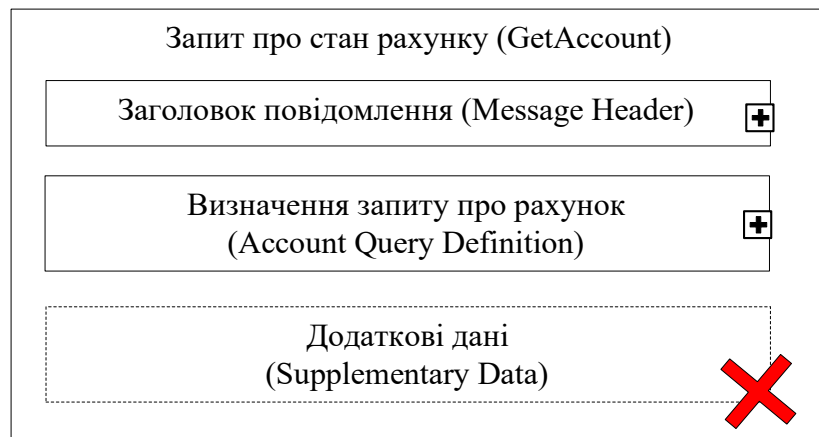 Запит про стан рахунку (GetAccount)
Заголовок повідомлення (Message Header)
Визначення запиту про рахунок
(Account Query Definition)
Додаткові дані
(Supplementary Data)